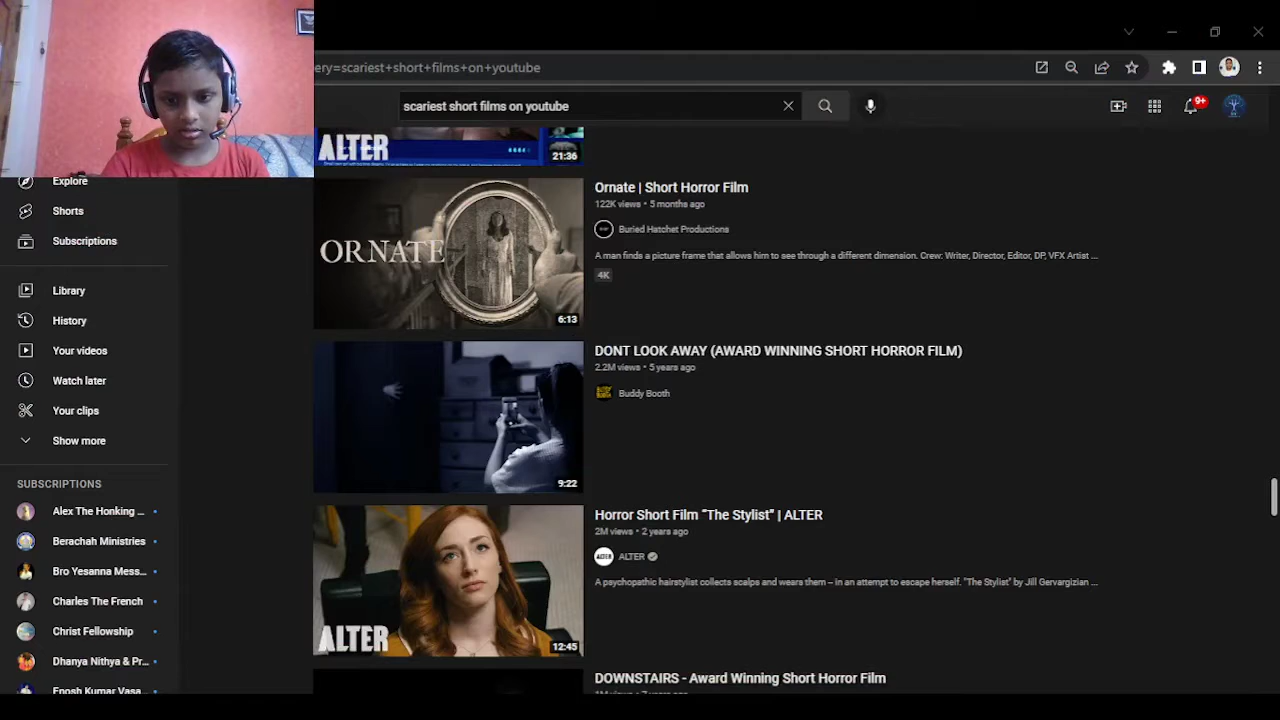 ery=scariest+short+films+on+youtube
scariest short films on youtube
9+
ALTER
21:36
Explore
Shorts
Subscriptions
Library
History
Your videos
Watch later
Your clips
Show more
SUBSCRIPTIONS
Alex The Honking ...
Berachah Ministries
Bro Yesanna Mess...
Charles The French
Christ Fellowship
Dhanya Nithya & Pr...
Enosh Kumar Vasa...
ORNATE
6:13
Ornate | Short Horror Film
122K views • 5 months ago
Buried Hatchet Productions
A man finds a picture frame that allows him to see through a different dimension. Crew: Writer, Director, Editor, DP, VFX Artist ...
4K
9:22
DONT LOOK AWAY (AWARD WINNING SHORT HORROR FILM)
2.2M views • 5 years ago
Buddy Booth
ALTER
12:45
Horror Short Film “The Stylist” | ALTER
2M views • 2 years ago
ALTER
A psychopathic hairstylist collects scalps and wears them – in an attempt to escape herself. "The Stylist" by Jill Gervargizian ...
DOWNSTAIRS - Award Winning Short Horror Film